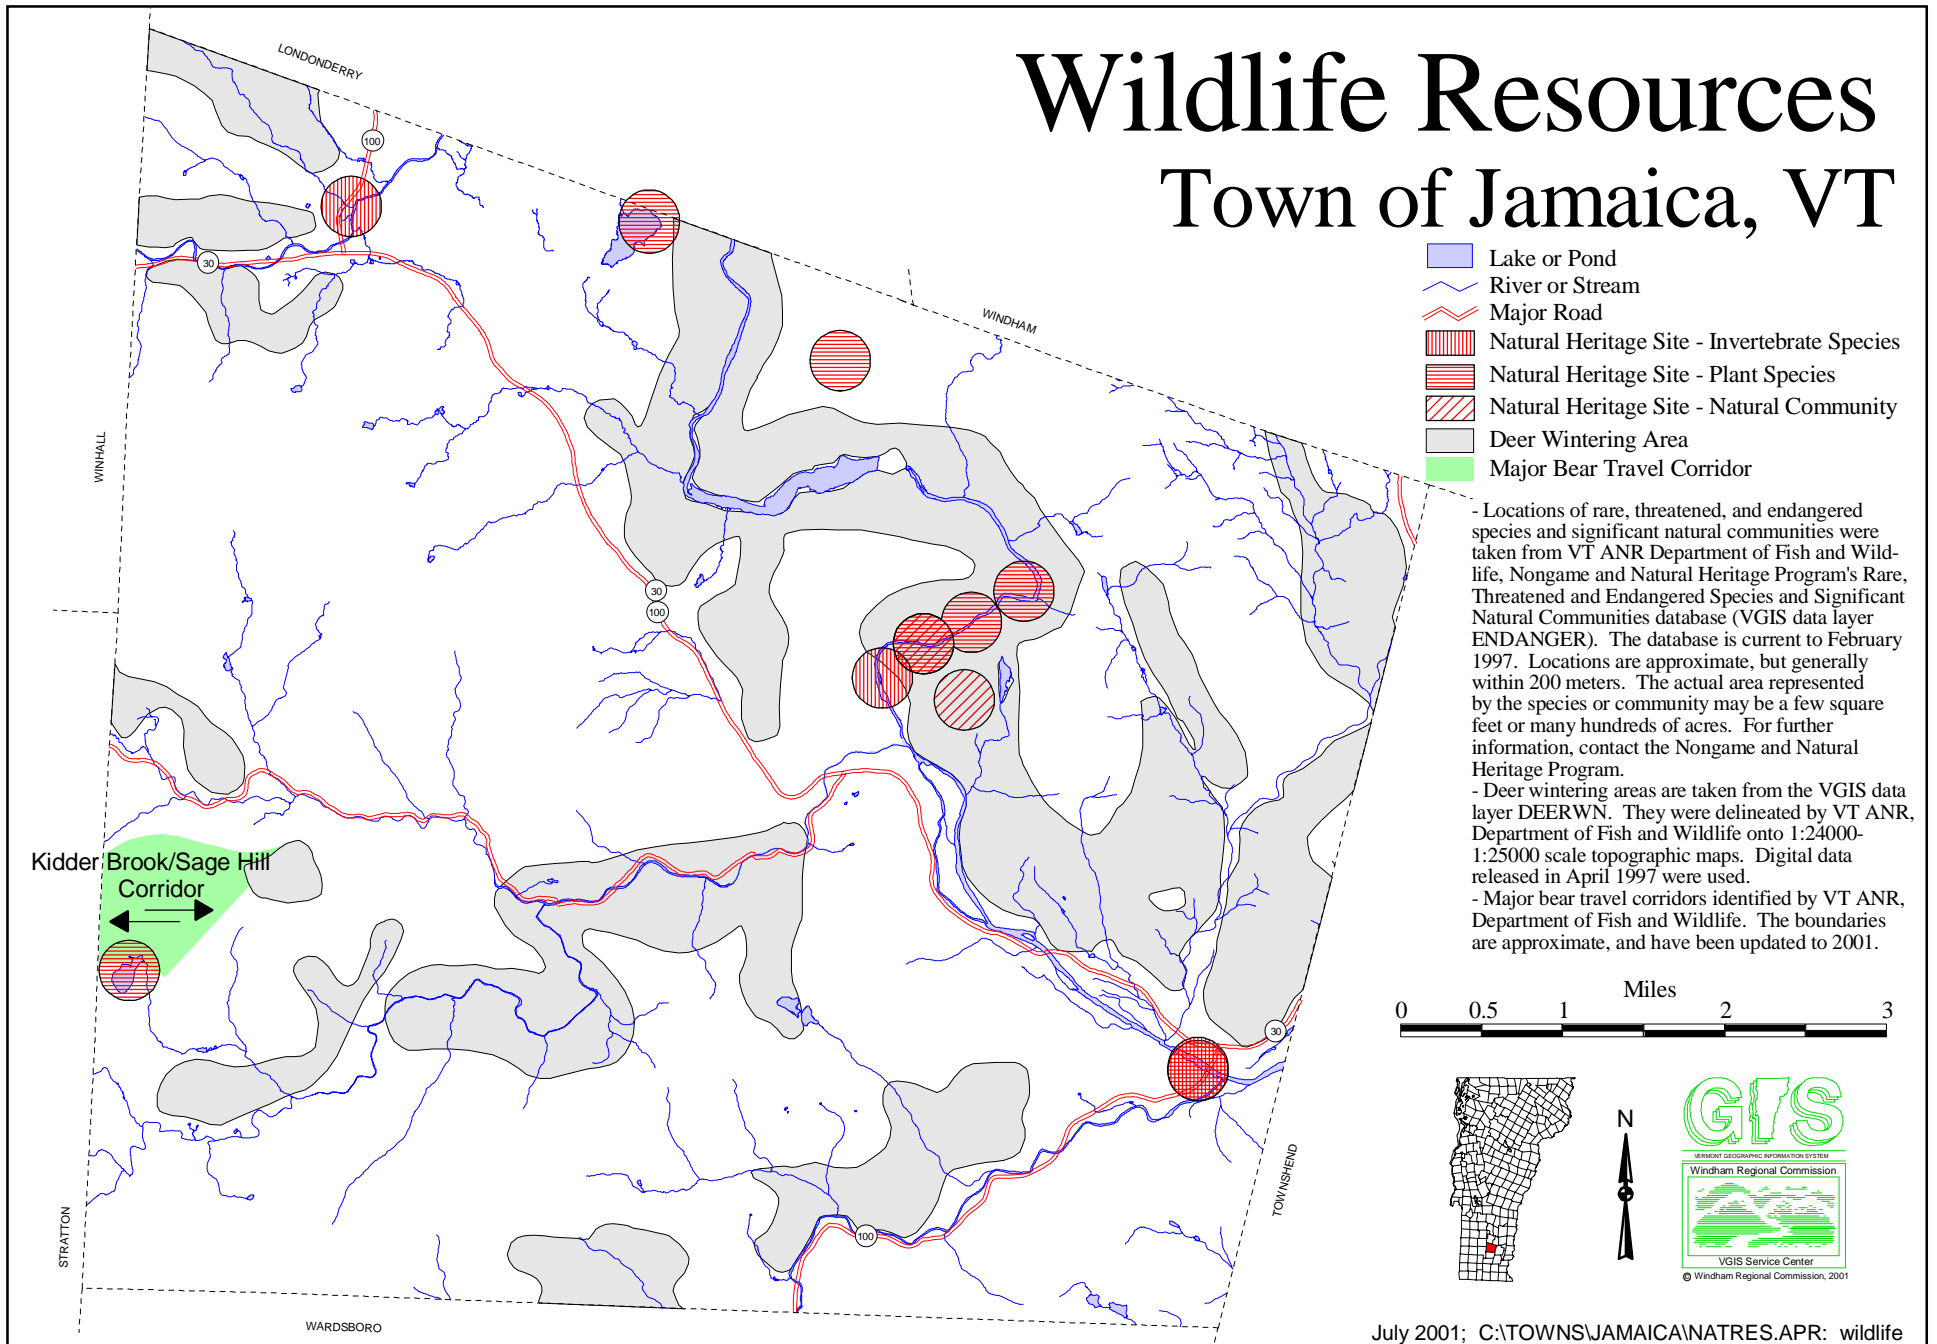 Wildlife Resources
Town of Jamaica, VT
LONDONDERRY
100
30
WINDHAM
WINHALL
30
100
Kidder Brook/Sage Hill
Corridor
30
100
STRATTON
TOWNSHEND
WARDSBORO
Lake or Pond
River or Stream
Major Road
Natural Heritage Site - Invertebrate Species
Natural Heritage Site - Plant Species
Natural Heritage Site - Natural Community
Deer Wintering Area
Major Bear Travel Corridor
- Locations of rare, threatened, and endangered
species and significant natural communities were
taken from VT ANR Department of Fish and Wild-
life, Nongame and Natural Heritage Program's Rare,
Threatened and Endangered Species and Significant
Natural Communities database (VGIS data layer
ENDANGER). The database is current to February
1997. Locations are approximate, but generally
within 200 meters. The actual area represented
by the species or community may be a few square
feet or many hundreds of acres. For further
information, contact the Nongame and Natural
Heritage Program.
- Deer wintering areas are taken from the VGIS data
layer DEERWN. They were delineated by VT ANR,
Department of Fish and Wildlife onto 1:24000-
1:25000 scale topographic maps. Digital data
released in April 1997 were used.
- Major bear travel corridors identified by VT ANR,
Department of Fish and Wildlife. The boundaries
are approximate, and have been updated to 2001.
Miles
0 0.5 1 2 3
N
GIS
VERMONT GEOGRAPHIC INFORMATION SYSTEM
Windham Regional Commission
VGIS Service Center
© Windham Regional Commission, 2001
July 2001; C:\TOWNS\JAMAICA\NATRES.APR: wildlife